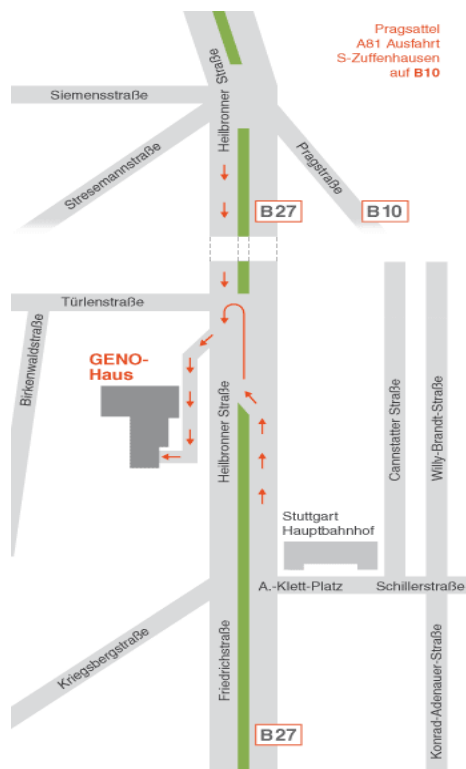 Pragsattel
A81 Ausfahrt
S-Zuffenhausen
auf B10
Siemensstraße
Heilbronner Straße
Stresemannstraße
Pragstraße
B27
B10
Türlenstraße
Birkenwaldstraße
GENO-
Haus
Heilbronner Straße
Cannstatter Straße
Willy-Brandt-Straße
Stuttgart
Hauptbahnhof
A.-Klett-Platz
Schillerstraße
Kriegsbergstraße
Friedrichstraße
Konrad-Adenauer-Straße
B27